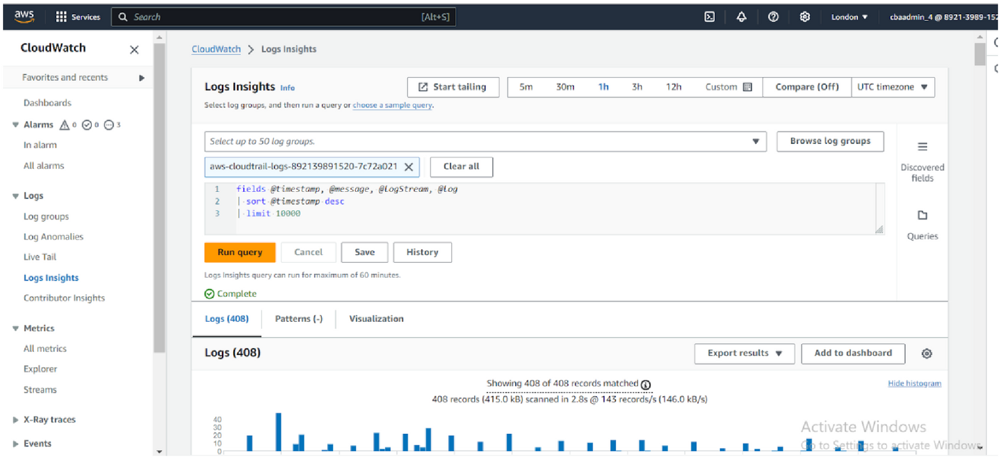 aws Services Search [Alt+S] London cbaadmin_4 @ 8921-3989-152
CloudWatch
Favorites and recents
Dashboards
Alarms 0 0 3
In alarm
All alarms
Logs
Log groups
Log Anomalies
Live Tail
Logs Insights
Contributor Insights
Metrics
All metrics
Explorer
Streams
X-Ray traces
Events
CloudWatch > Logs Insights
Logs Insights Info
Start tailing 5m 30m 1h 3h 12h Custom Compare (Off) UTC timezone
Select log groups, and then run a query or choose a sample query.
Select up to 50 log groups. Browse log groups
aws-cloudtrail-logs-892139891520-7c72a021 Clear all
1 fields @timestamp, @message, @logStream, @log
2 | sort @timestamp desc
3 | limit 10000
Discovered
fields
Queries
Run query Cancel Save History
Logs Insights query can run for maximum of 60 minutes.
Complete
Logs (408) Patterns (-) Visualization
Logs (408) Export results Add to dashboard
Showing 408 of 408 records matched
Hide histogram
408 records (415.0 kB) scanned in 2.8s @ 143 records/s (146.0 kB/s)
40
30
20
10
0
Activate Windows
Go to Settings to activate Windows.